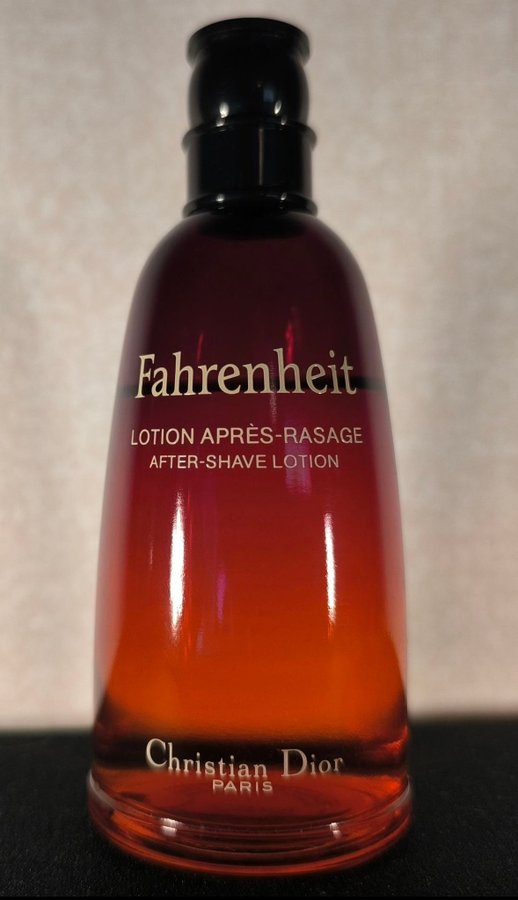 Fahrenheit
LOTION APRÈS-RASAGE
AFTER-SHAVE LOTION
Christian Dior
PARIS